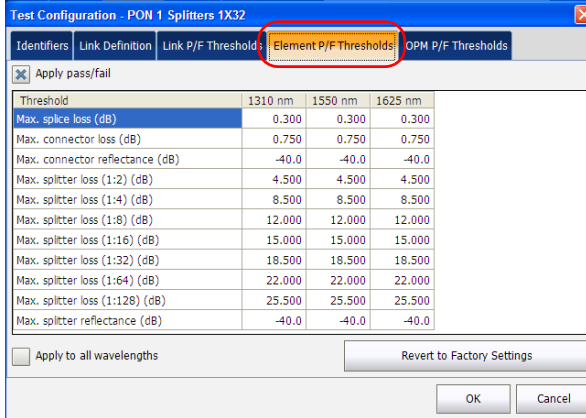 Test Configuration - PON 1 Splitters 1X32
Identifiers Link Definition Link P/F Thresholds Element P/F Thresholds OPM P/F Thresholds
Apply pass/fail
Threshold 1310 nm 1550 nm 1625 nm
Max. splice loss (dB) 0.300 0.300 0.300
Max. connector loss (dB) 0.750 0.750 0.750
Max. connector reflectance (dB) -40.0 -40.0 -40.0
Max. splitter loss (1:2) (dB) 4.500 4.500 4.500
Max. splitter loss (1:4) (dB) 8.500 8.500 8.500
Max. splitter loss (1:8) (dB) 12.000 12.000 12.000
Max. splitter loss (1:16) (dB) 15.000 15.000 15.000
Max. splitter loss (1:32) (dB) 18.500 18.500 18.500
Max. splitter loss (1:64) (dB) 22.000 22.000 22.000
Max. splitter loss (1:128) (dB) 25.500 25.500 25.500
Max. splitter reflectance (dB) -40.0 -40.0 -40.0
Apply to all wavelengths Revert to Factory Settings
OK Cancel